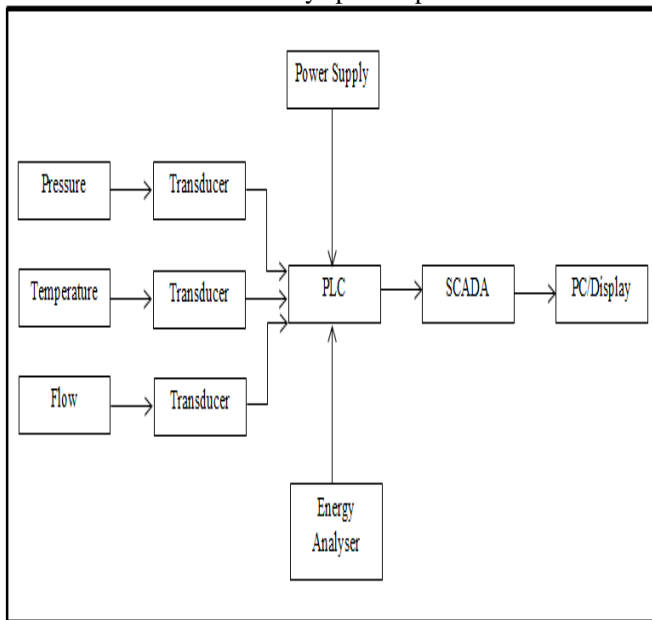 Power Supply
Pressure
Transducer
Temperature
Transducer
PLC
SCADA
PC/Display
Flow
Transducer
Energy
Analyser